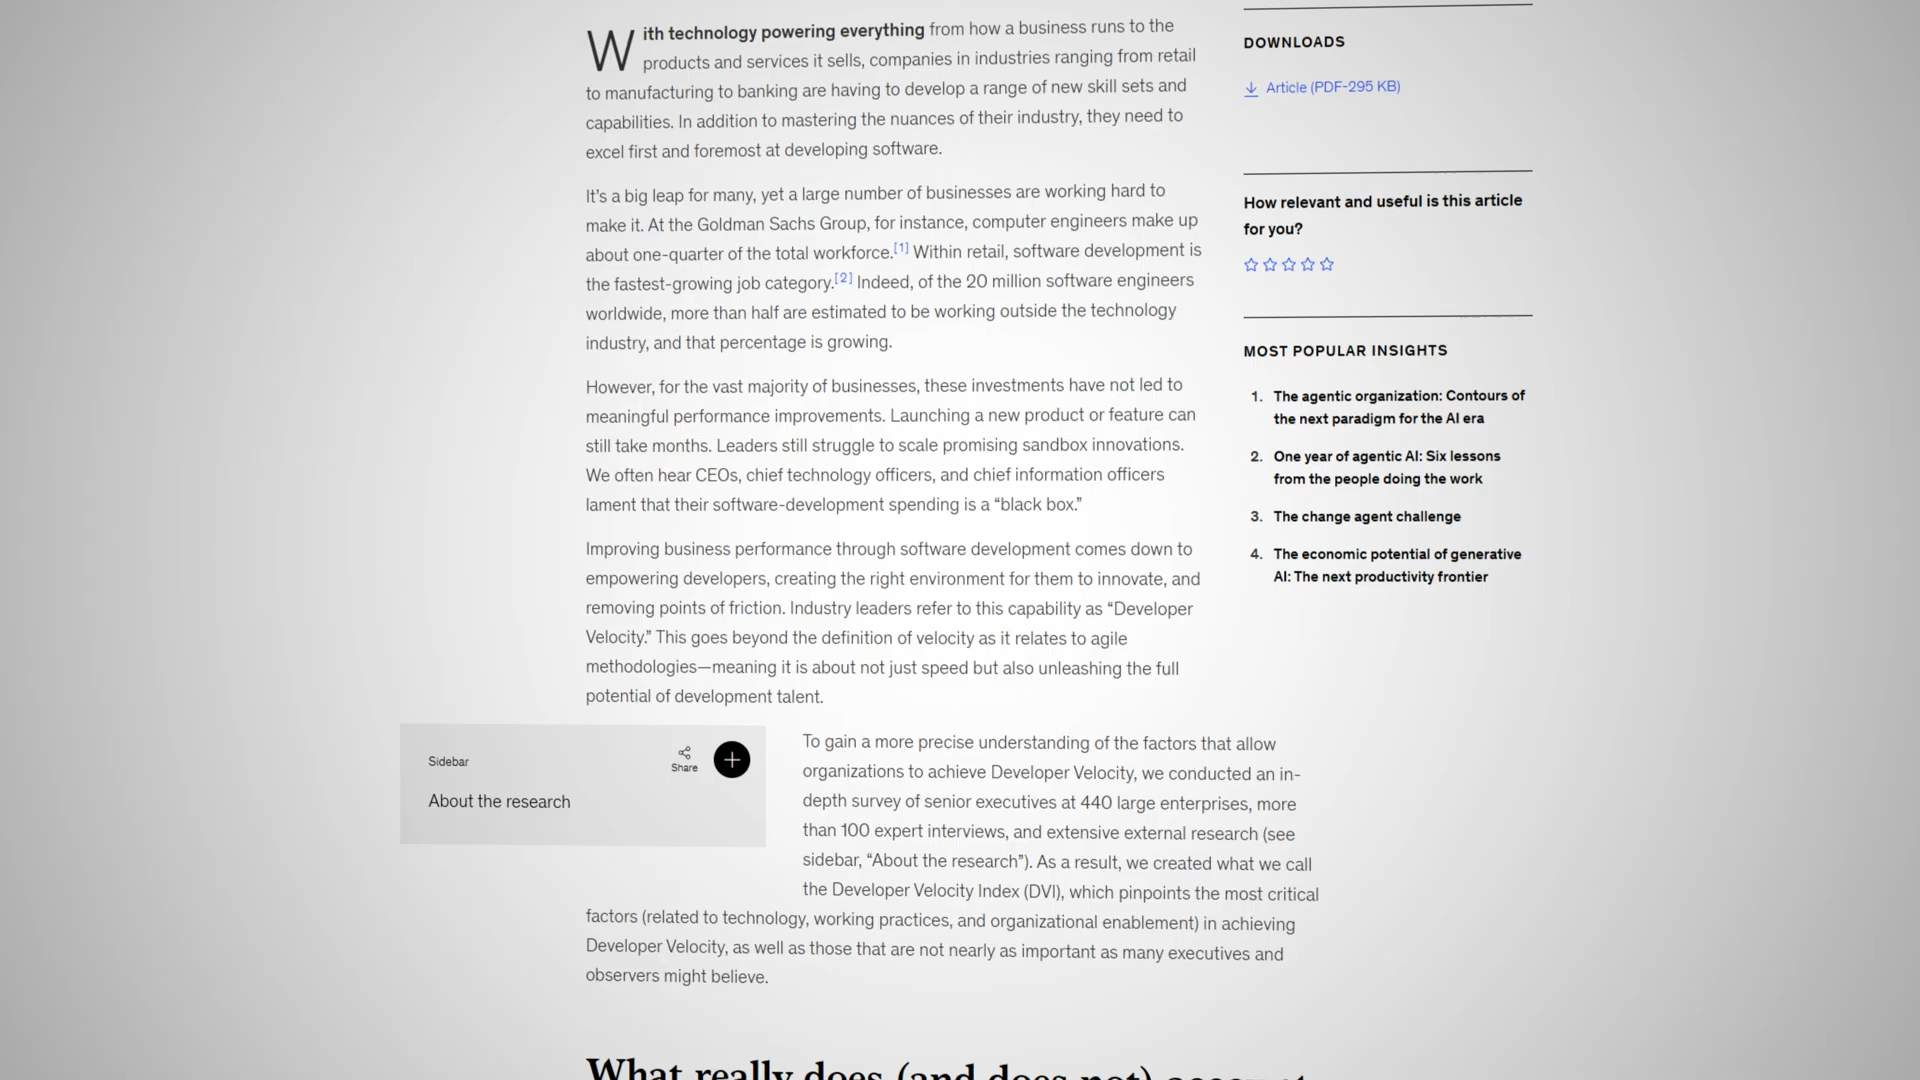 With technology powering everything from how a business runs to the
products and services it sells, companies in industries ranging from retail
to manufacturing to banking are having to develop a range of new skill sets and
capabilities. In addition to mastering the nuances of their industry, they need to
excel first and foremost at developing software.
It’s a big leap for many, yet a large number of businesses are working hard to
make it. At the Goldman Sachs Group, for instance, computer engineers make up
about one-quarter of the total workforce.[1] Within retail, software development is
the fastest-growing job category.[2] Indeed, of the 20 million software engineers
worldwide, more than half are estimated to be working outside the technology
industry, and that percentage is growing.
However, for the vast majority of businesses, these investments have not led to
meaningful performance improvements. Launching a new product or feature can
still take months. Leaders still struggle to scale promising sandbox innovations.
We often hear CEOs, chief technology officers, and chief information officers
lament that their software-development spending is a “black box.”
Improving business performance through software development comes down to
empowering developers, creating the right environment for them to innovate, and
removing points of friction. Industry leaders refer to this capability as “Developer
Velocity.” This goes beyond the definition of velocity as it relates to agile
methodologies—meaning it is about not just speed but also unleashing the full
potential of development talent.
Sidebar
Share
About the research
To gain a more precise understanding of the factors that allow
organizations to achieve Developer Velocity, we conducted an in-
depth survey of senior executives at 440 large enterprises, more
than 100 expert interviews, and extensive external research (see
sidebar, “About the research”). As a result, we created what we call
the Developer Velocity Index (DVI), which pinpoints the most critical
factors (related to technology, working practices, and organizational enablement) in achieving
Developer Velocity, as well as those that are not nearly as important as many executives and
observers might believe.
What really does (and does not)
DOWNLOADS
Article (PDF-295 KB)
How relevant and useful is this article
for you?
MOST POPULAR INSIGHTS
1. The agentic organization: Contours of
the next paradigm for the AI era
2. One year of agentic AI: Six lessons
from the people doing the work
3. The change agent challenge
4. The economic potential of generative
AI: The next productivity frontier